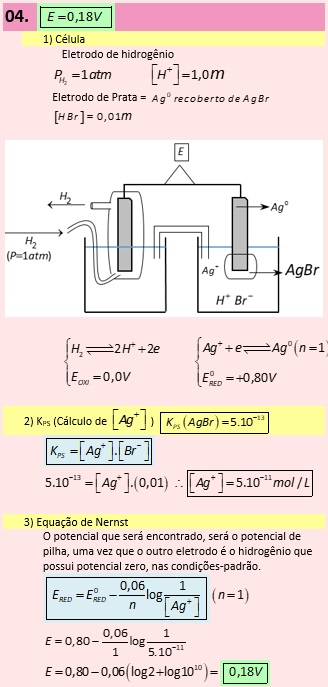 04. E = 0,18V
1) Célula
Eletrodo de hidrogênio
P_H₂ = 1 atm [H⁺] = 1,0m
Eletrodo de Prata = Ag⁰ recoberto de AgBr
[HBr] = 0,01m
E
H₂
Ag⁰
H₂
(P=1atm)
Ag⁺
AgBr
H⁺ Br⁻
H₂ ⇌ 2H⁺ + 2e
Ag⁺ + e ⇌ Ag⁰ (n = 1)
E_OXI = 0,0V
E⁰_RED = +0,80V
2) Kps (Cálculo de [Ag⁺] ) K_PS (AgBr) = 5.10⁻¹³
K_PS = [Ag⁺].[Br⁻]
5.10⁻¹³ = [Ag⁺].(0,01) ∴ [Ag⁺] = 5.10⁻¹¹ mol / L
3) Equação de Nernst
O potencial que será encontrado, será o potencial de
pilha, uma vez que o outro eletrodo é o hidrogênio que
possui potencial zero, nas condições-padrão.
E_RED = E⁰_RED − 0,06/n log 1/[Ag⁺] (n = 1)
E = 0,80 − 0,06/1 log 1/5.10⁻¹¹
E = 0,80 − 0,06(log2 + log10¹⁰) = 0,18V